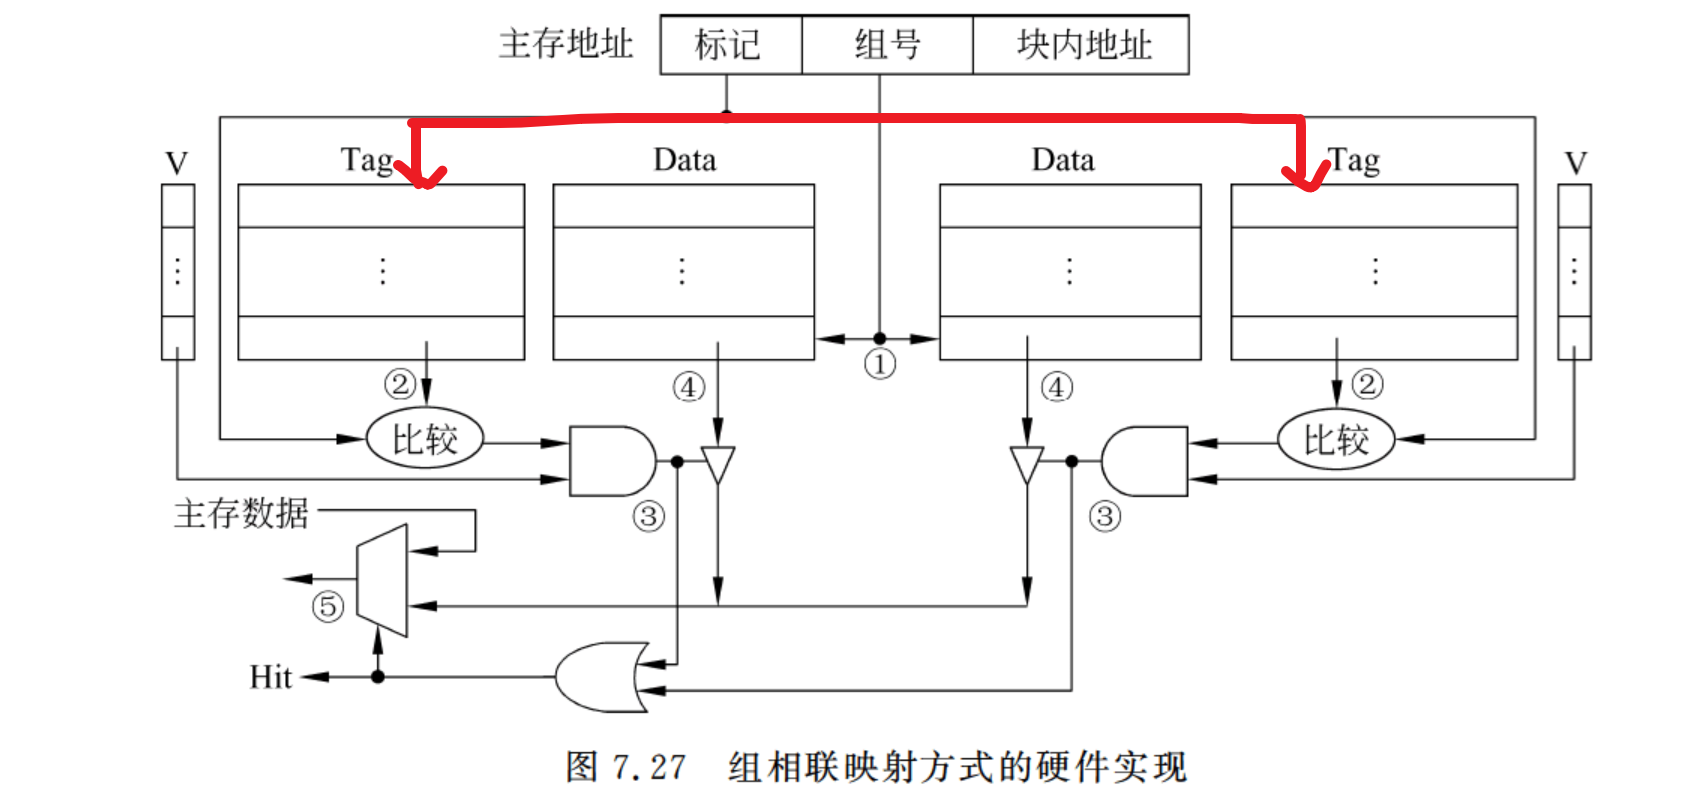 主存地址 标记 组号 块内地址
V Tag Data Data Tag V
⋮ ⋮ ⋮ ⋮ ⋮ ⋮
①
② ④ ④ ②
比较 比较
主存数据 ③ ③
⑤
Hit
图 7.27 组相联映射方式的硬件实现